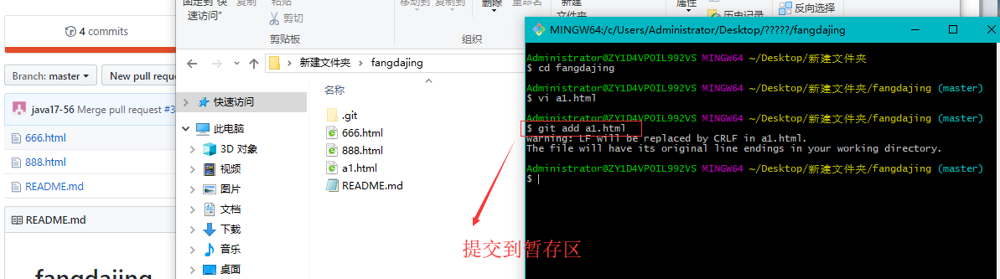 4 commits
Branch: master
New pull reque
java17-56 Merge pull request #3
666.html
888.html
README.md
README.md
fangdajing
固定到"快
速访问"
复制
粘贴
剪切
剪贴板
移动到
复制到
删除
重命名
组织
新建
文件夹
属性
历史记录
反向选择
新建文件夹
fangdajing
名称
快速访问
此电脑
3D 对象
视频
图片
文档
下载
音乐
桌面
.git
666.html
888.html
a1.html
README.md
MINGW64:/c/Users/Administrator/Desktop/?????/fangdajing
Administrator@ZY1D4VPOIL992VS MINGW64 ~/Desktop/新建文件夹
$ cd fangdajing
Administrator@ZY1D4VPOIL992VS MINGW64 ~/Desktop/新建文件夹/fangdajing (master)
$ vi a1.html
Administrator@ZY1D4VPOIL992VS MINGW64 ~/Desktop/新建文件夹/fangdajing (master)
$ git add a1.html
warning: LF will be replaced by CRLF in a1.html.
The file will have its original line endings in your working directory.
Administrator@ZY1D4VPOIL992VS MINGW64 ~/Desktop/新建文件夹/fangdajing (master)
$
提交到暂存区